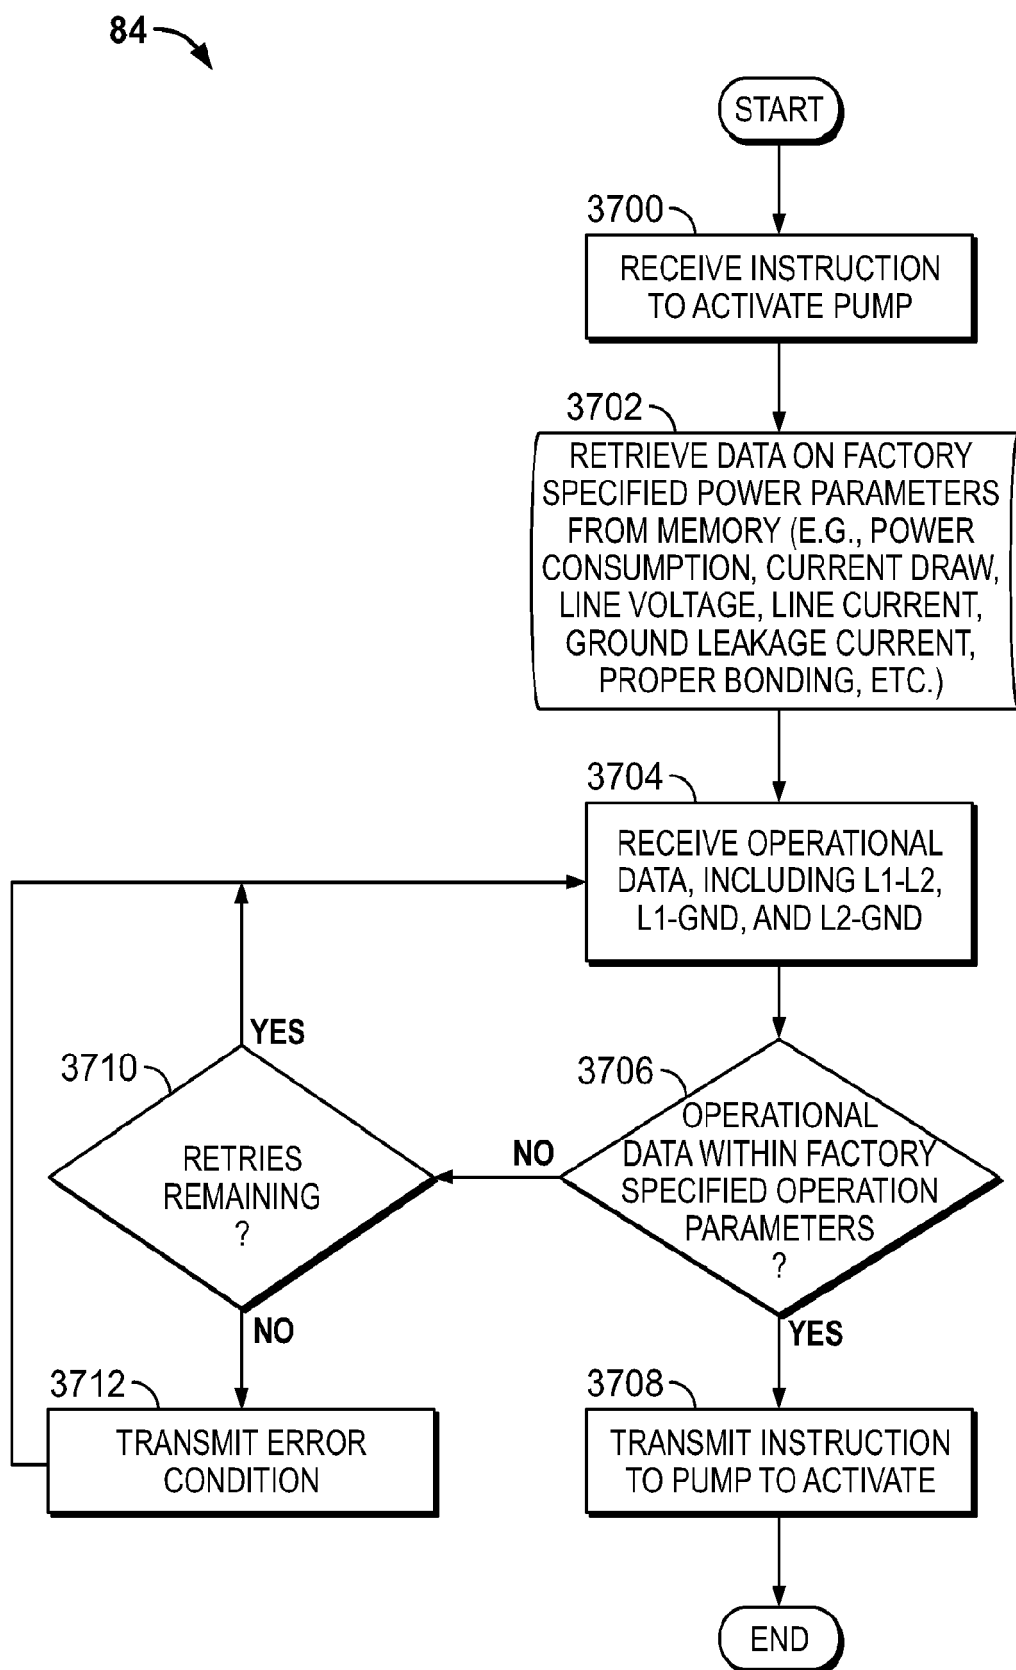 84
START
3700
RECEIVE INSTRUCTION
TO ACTIVATE PUMP
3702
RETRIEVE DATA ON FACTORY
SPECIFIED POWER PARAMETERS
FROM MEMORY (E.G., POWER
CONSUMPTION, CURRENT DRAW,
LINE VOLTAGE, LINE CURRENT,
GROUND LEAKAGE CURRENT,
PROPER BONDING, ETC.)
3704
RECEIVE OPERATIONAL
DATA, INCLUDING L1-L2,
L1-GND, AND L2-GND
3706
OPERATIONAL
DATA WITHIN FACTORY
SPECIFIED OPERATION
PARAMETERS
?
NO
YES
3710
RETRIES
REMAINING
?
YES
NO
3712
TRANSMIT ERROR
CONDITION
3708
TRANSMIT INSTRUCTION
TO PUMP TO ACTIVATE
END